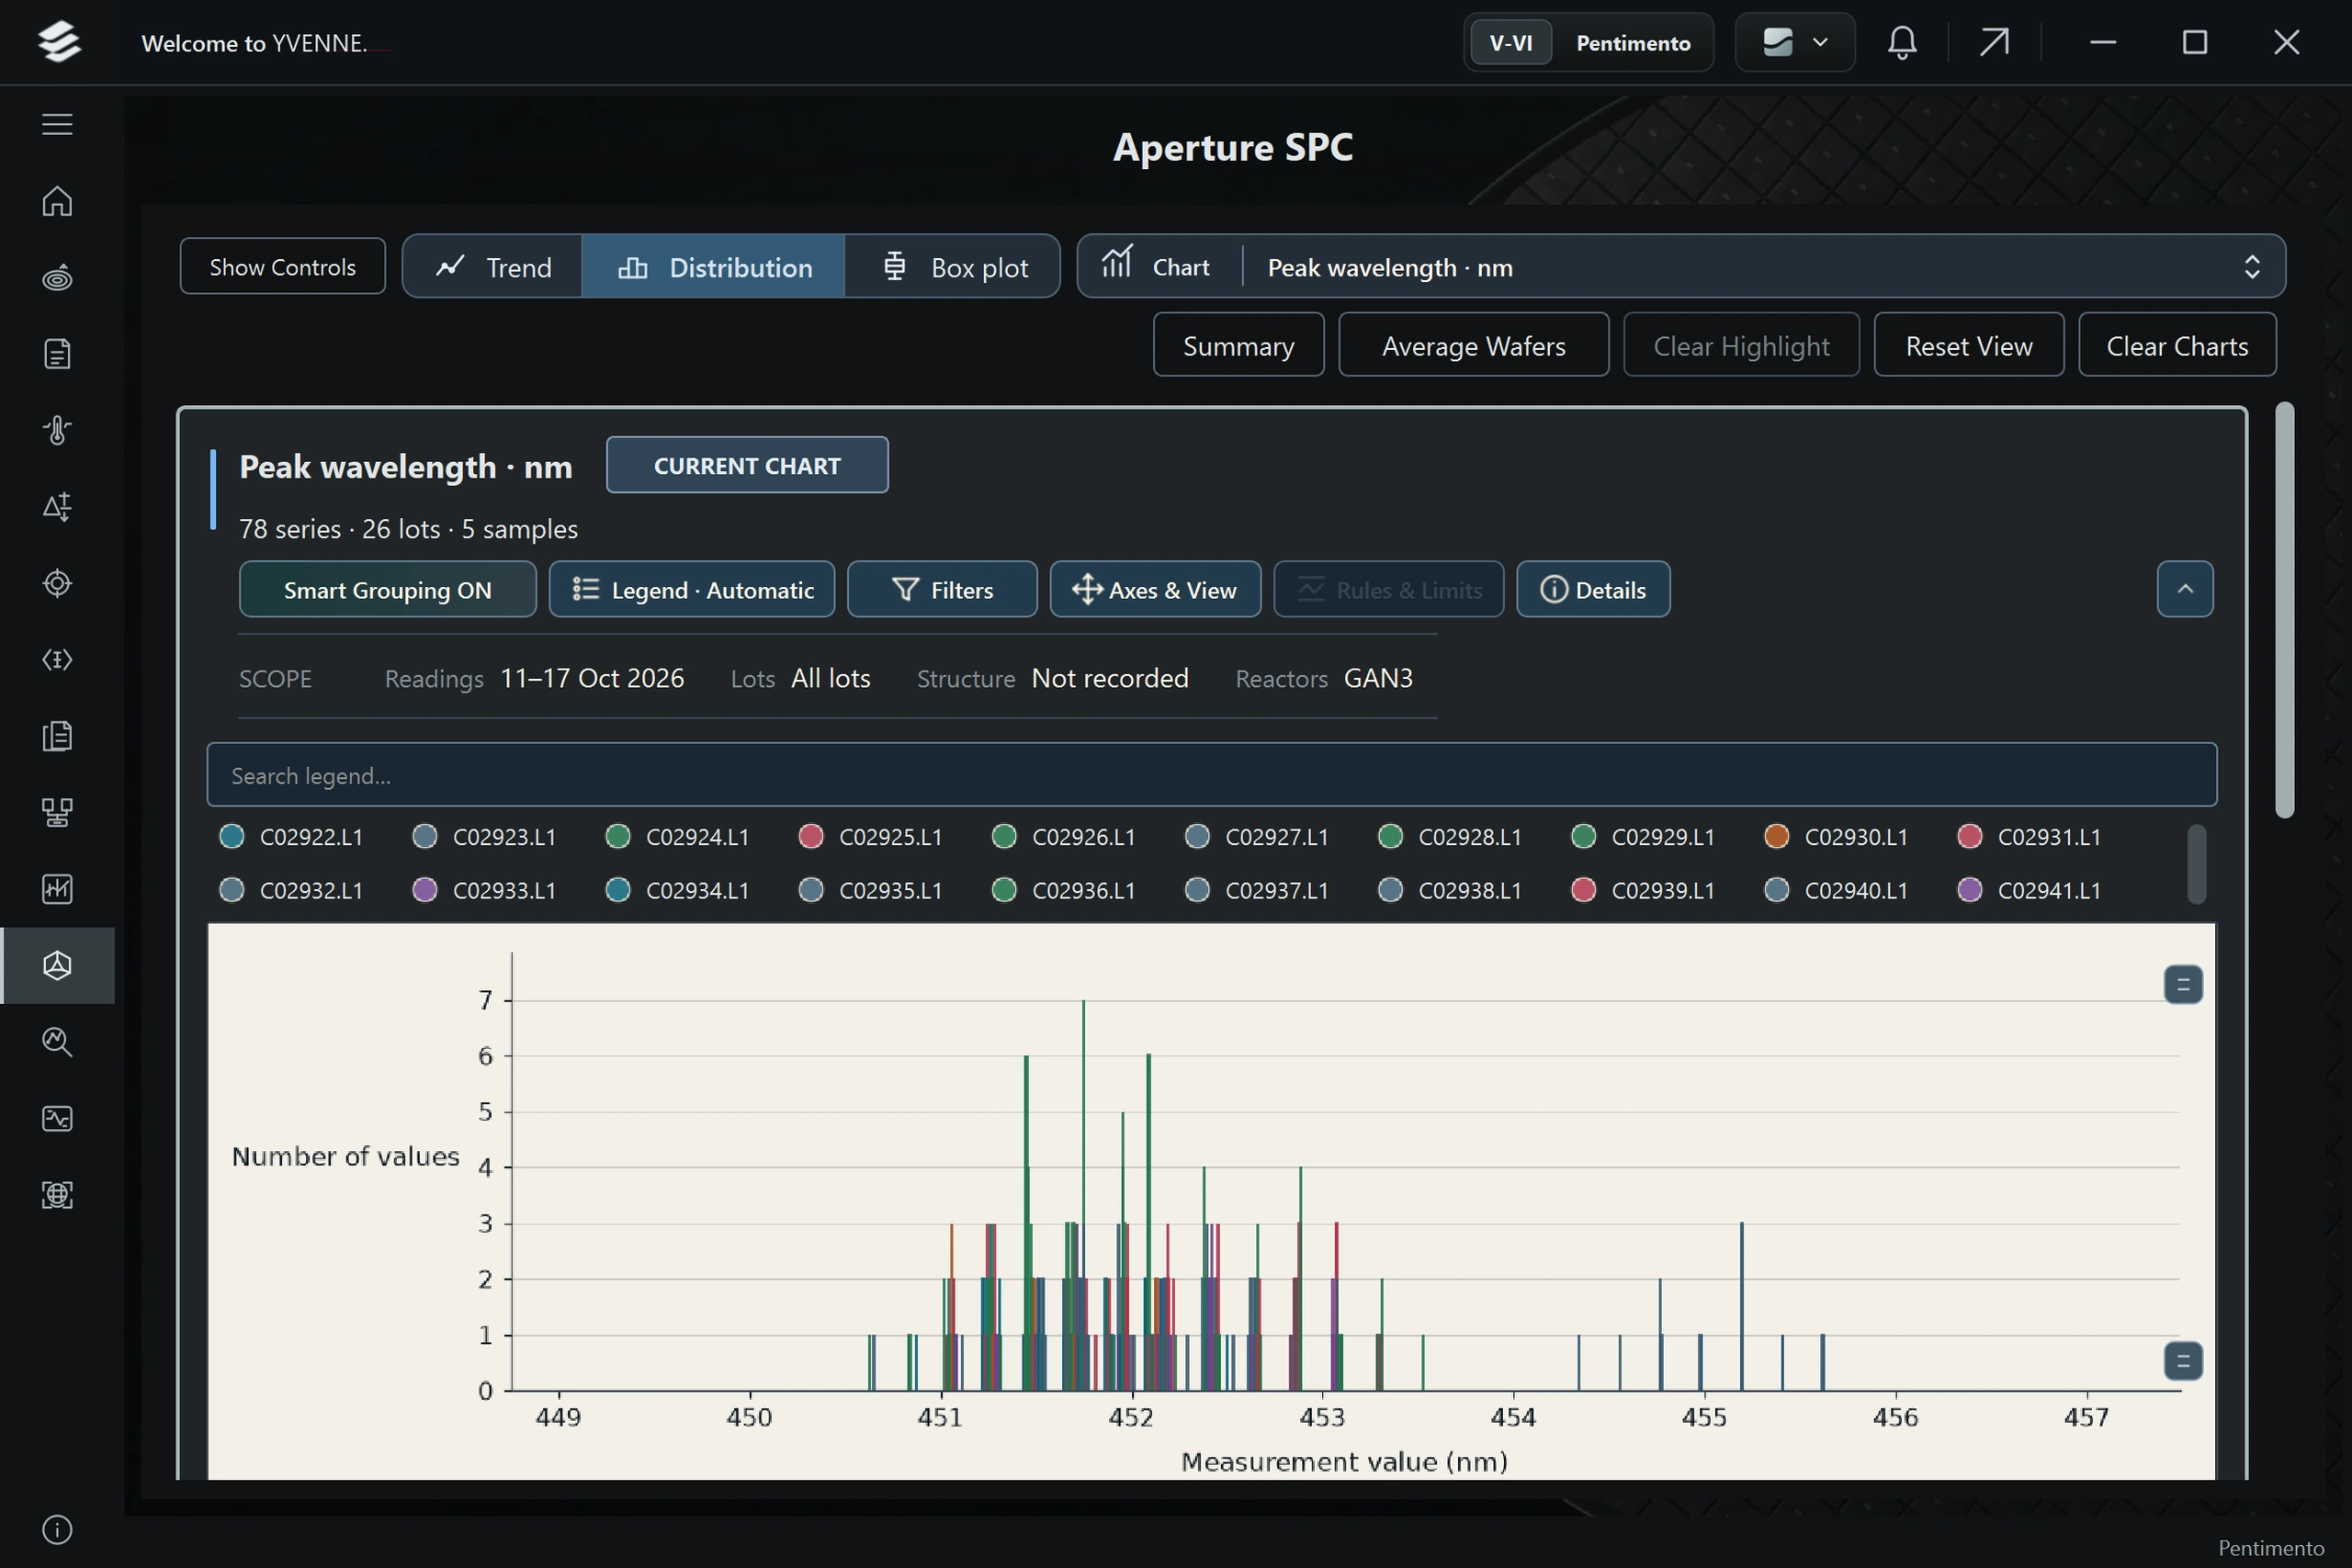 Welcome to YVENNE.
V-VI Pentimento
Aperture SPC
Show Controls Trend Distribution Box plot Chart Peak wavelength · nm
Summary Average Wafers Clear Highlight Reset View Clear Charts
Peak wavelength · nm CURRENT CHART
78 series · 26 lots · 5 samples
Smart Grouping ON Legend · Automatic Filters Axes & View Rules & Limits Details
SCOPE Readings 11–17 Oct 2026 Lots All lots Structure Not recorded Reactors GAN3
Search legend...
C02922.L1 C02923.L1 C02924.L1 C02925.L1 C02926.L1 C02927.L1 C02928.L1 C02929.L1 C02930.L1 C02931.L1
C02932.L1 C02933.L1 C02934.L1 C02935.L1 C02936.L1 C02937.L1 C02938.L1 C02939.L1 C02940.L1 C02941.L1
7
6
5
Number of values 4
3
2
1
0
449 450 451 452 453 454 455 456 457
Measurement value (nm)
Pentimento